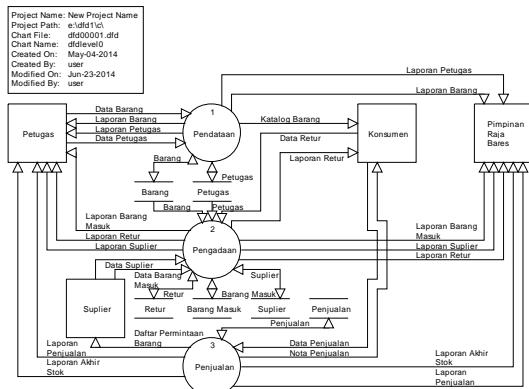 Project Name: New Project Name
Project Path: e:\dfd1\c\
Chart File: dfd00001.dfd
Chart Name: dfdlevel0
Created On: May-04-2014
Created By: user
Modified On: Jun-23-2014
Modified By: user
Laporan Petugas
Laporan Barang
Petugas
Data Barang
Laporan Barang
Laporan Petugas
Data Petugas
1
Pendataan
Katalog Barang
Data Retur
Laporan Retur
Konsumen
Pimpinan
Raja
Bares
Barang
Petugas
Barang
Petugas
Barang
Petugas
Laporan Barang
Masuk
Laporan Retur
Laporan Suplier
2
Pengadaan
Laporan Barang
Masuk
Laporan Suplier
Laporan Retur
Data Suplier
Data Barang
Masuk
Suplier
Retur
Barang Masuk
Suplier
Retur
Barang Masuk
Suplier
Penjualan
Penjualan
Laporan
Penjualan
Laporan Akhir
Stok
Daftar Permintaan
Barang
3
Penjualan
Data Penjualan
Nota Penjualan
Laporan Akhir
Stok
Laporan
Penjualan